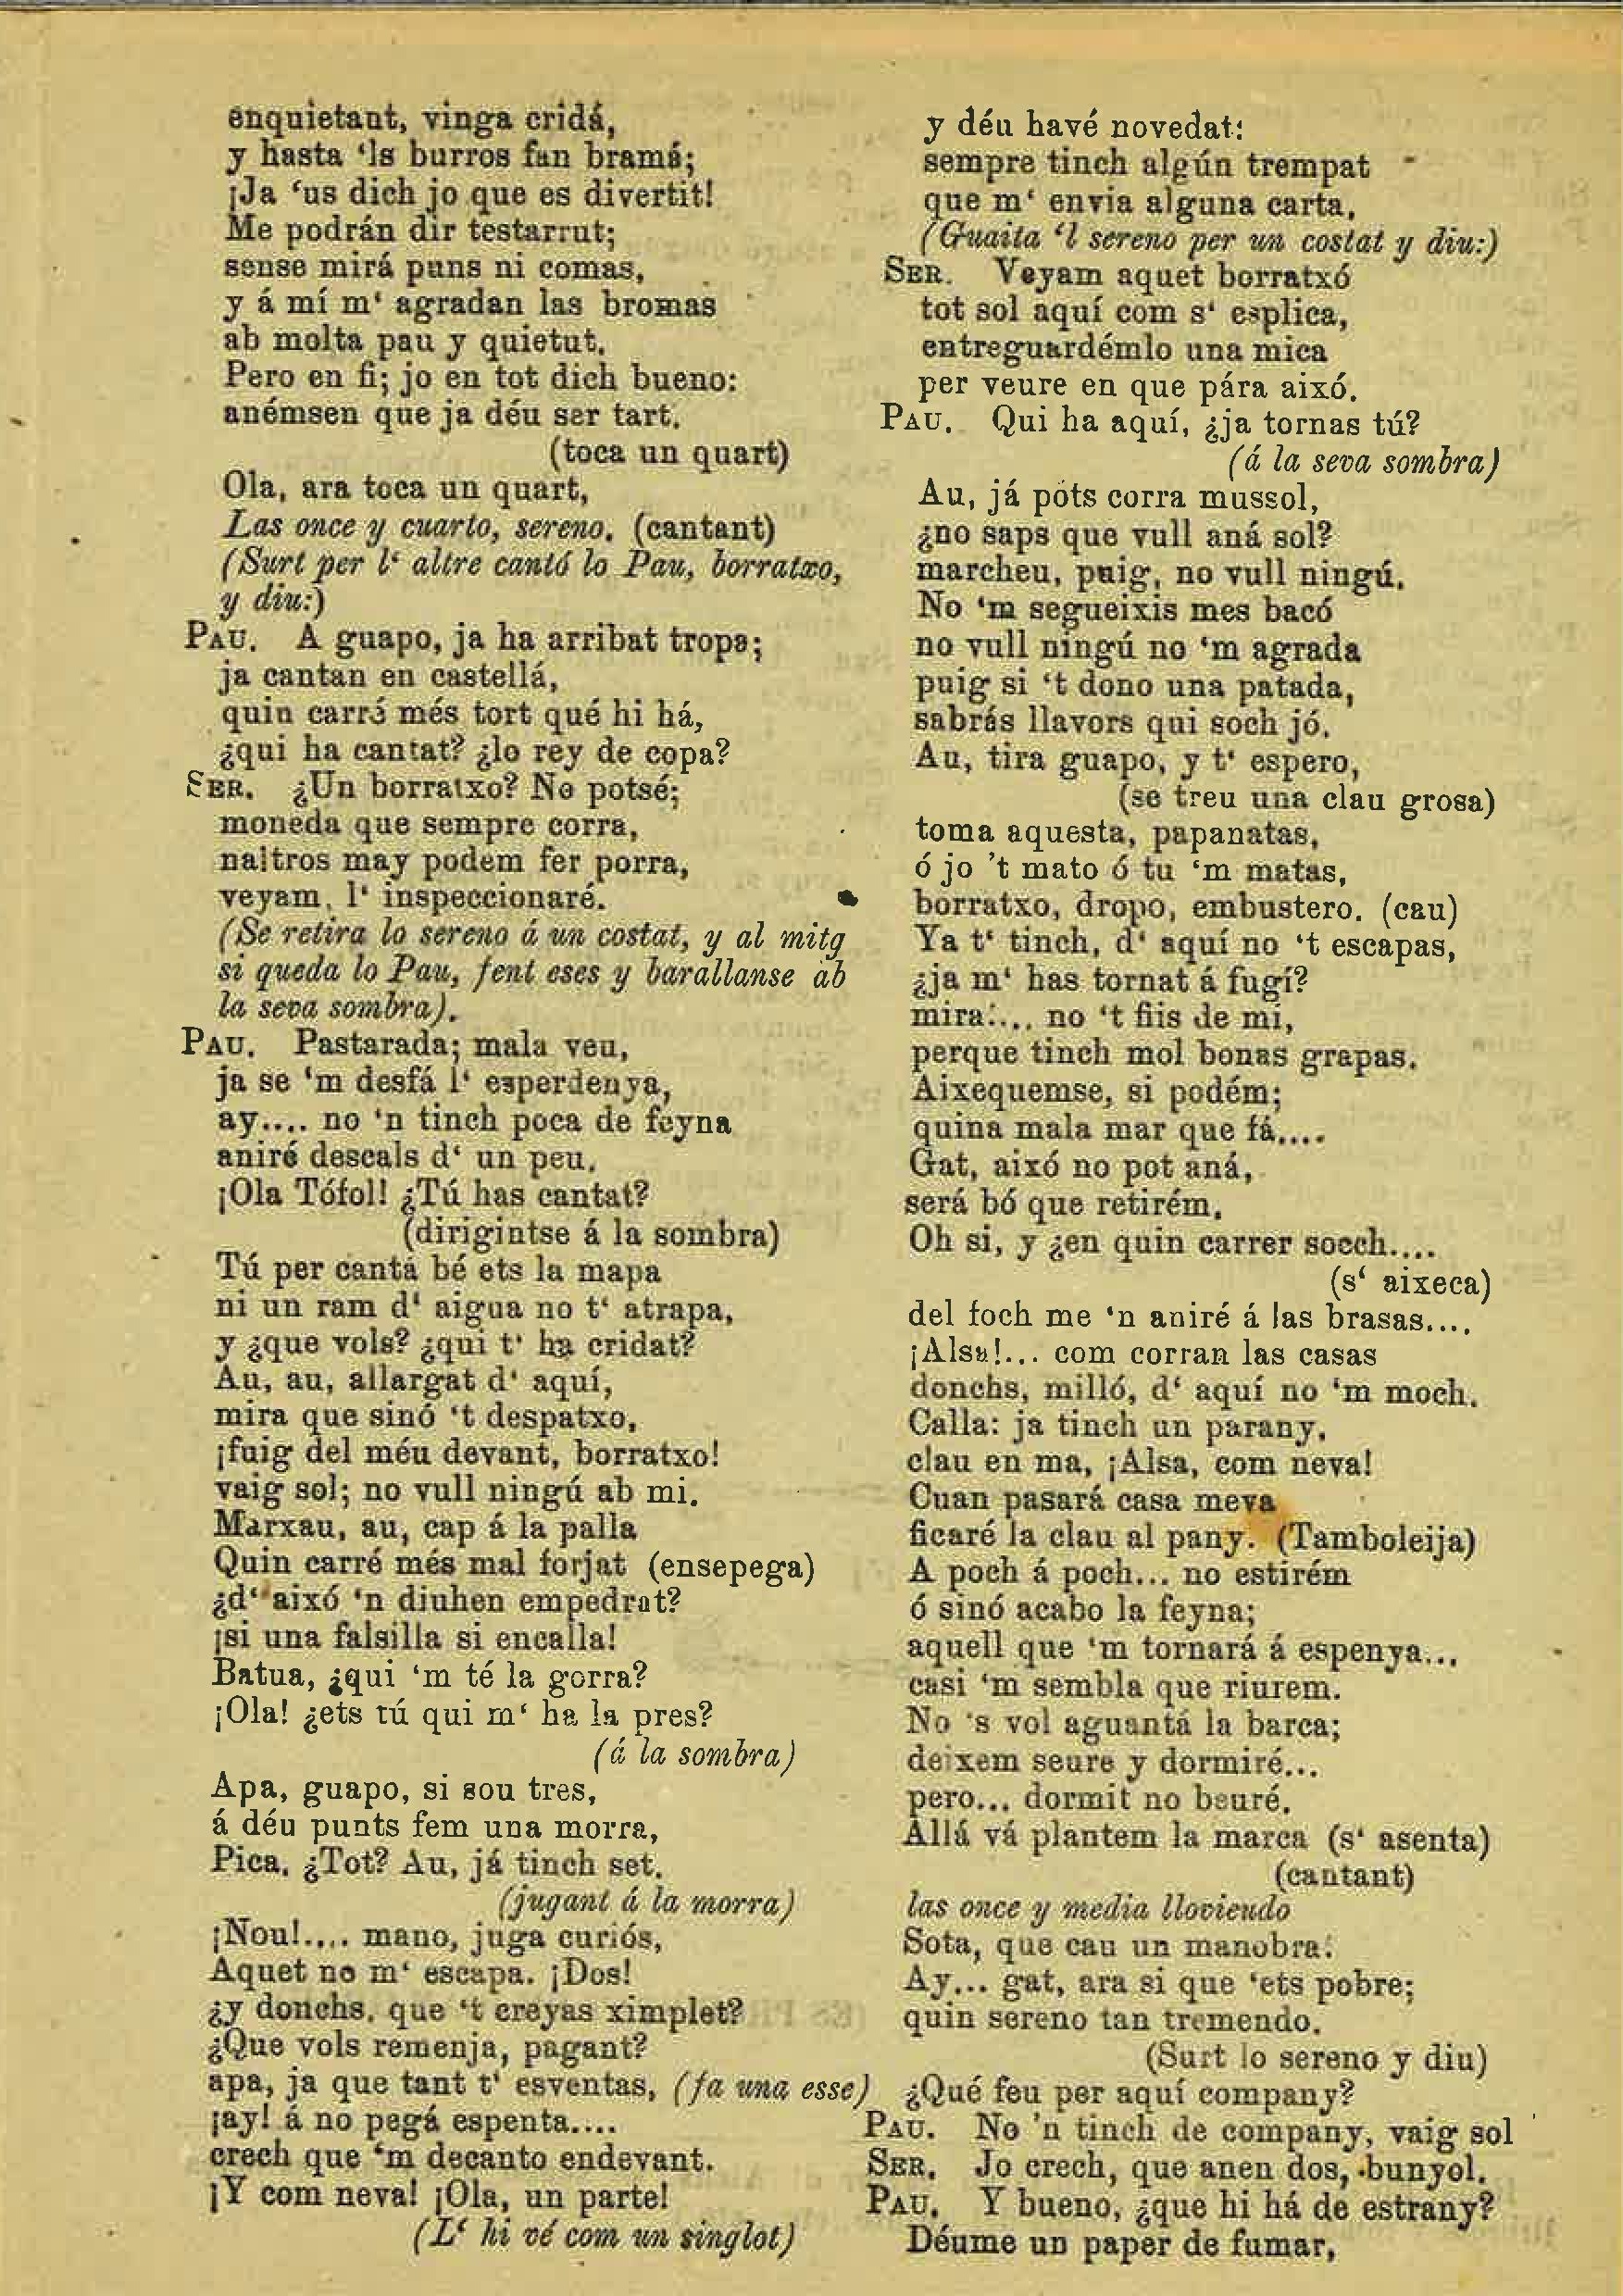 enquietant, vinga cridá,
y hasta ‘ls burros fan bramá;
¡Ja ‘us dich jo que es divertit!
Me podrán dir testarrut;
sense mirá puns ni comas,
y á mí m‘ agradan las bromas
ab molta pau y quietut.
Pero en fi; jo en tot dich bueno:
anémsen que ja déu ser tart.
(toca un quart)
Ola, ara toca un quart,
Las once y cuarto, sereno. (cantant)
(Surt per l‘ altre cantó lo Pau, borratxo,
y diu:)
PAU. A guapo, ja ha arribat tropa;
ja cantan en castellá,
quin carré més tort qué hi há,
¿qui ha cantat? ¿lo rey de copa?
SER. ¿Un borratxo? No potsé;
moneda que sempre corra,
naltros may podem fer porra,
veyam, l‘ inspeccionaré.
(Se retira lo sereno á un costat, y al mitg
si queda lo Pau, fent eses y barallanse ab
la seva sombra).
PAU. Pastarada; mala veu,
ja se ‘m desfá l‘ esperdenya,
ay.... no ‘n tinch poca de feyna
aniré descals d‘ un peu.
¡Ola Tófol! ¿Tú has cantat?
(dirigintse á la sombra)
Tú per cantá bé ets la mapa
ni un ram d‘ aigua no t‘ atrapa,
y ¿que vols? ¿qui t‘ ha cridat?
Au, au, allargat d‘ aquí,
mira que sinó ‘t despatxo,
¡fuig del méu devant, borratxo!
vaig sol; no vull ningú ab mi.
Marxau, au, cap á la palla
Quin carré més mal forjat (ensepega)
¿d‘ aixó ‘n diuhen empedrat?
¡si una falsilla si encalla!
Batua, ¿qui ‘m té la gorra?
¡Ola! ¿ets tú qui m‘ ha la pres?
(á la sombra)
Apa, guapo, si sou tres,
á déu punts fem una morra,
Pica. ¿Tot? Au, já tinch set.
(jugant á la morra)
¡Nou!.... mano, juga curiós,
Aquet no m‘ escapa. ¡Dos!
¿y donchs, que ‘t creyas ximplet?
¿Que vols remenja, pagant?
apa, ja que tant t‘ esventas, (fa una esse)
¡ay! á no pegá espenta....
crech que ‘m decanto endevant.
¡Y com neva! ¡Ola, un parte!
(L‘ hi vé com un singlot)
y déu havé novedat:
sempre tinch algún trempat
que m‘ envia alguna carta.
(Guaita ‘l sereno per un costat y diu:)
SER. Veyam aquet borratxó
tot sol aquí com s‘ esplica,
entreguardémlo una mica
per veure en que pára aixó.
PAU. Qui ha aquí, ¿ja tornas tú?
(á la seva sombra)
Au, já póts corra mussol,
¿no saps que vull aná sol?
marcheu, puig, no vull ningú.
No ‘m segueixis mes bacó
no vull ningú no ‘m agrada
puig si ‘t dono una patada,
sabrás llavors qui soch jó.
Au, tira guapo, y t‘ espero,
(se treu una clau grosa)
toma aquesta, papanatas,
ó jo ’t mato ó tu ‘m matas,
borratxo, dropo, embustero. (cau)
Ya t‘ tinch, d‘ aquí no ‘t escapas,
¿ja m‘ has tornat á fugí?
mira!... no ‘t fiis de mi,
perque tinch mol bonas grapas.
Aixequemse, si podém;
quina mala mar que fá....
Gat, aixó no pot aná,
será bó que retirém.
Oh si, y ¿en quin carrer socch....
(s‘ aixeca)
del foch me ‘n aniré á las brasas....
¡Alsa!... com corran las casas
donchs, milló, d‘ aquí no ‘m moch.
Calla: ja tinch un parany.
clau en ma, ¡Alsa, com neva!
Cuan pasará casa meva
ficaré la clau al pany. (Tamboleija)
A poch á poch... no estirém
ó sinó acabo la feyna;
aquell que ‘m tornará á espenya...
casi ‘m sembla que riurem.
No ‘s vol aguantá la barca;
deixem seure y dormiré...
pero... dormit no beuré.
Allá vá plantem la marca (s‘ asenta)
(cantant)
las once y media lloviendo
Sota, que cau un manobra:
Ay... gat, ara si que ‘ets pobre;
quin sereno tan tremendo.
(Surt lo sereno y diu)
¿Qué feu per aquí company?
PAU. No ‘n tinch de company, vaig sol
SER. Jo crech, que anen dos, bunyol.
PAU. Y bueno, ¿que hi há de estrany?
Déume un paper de fumar,